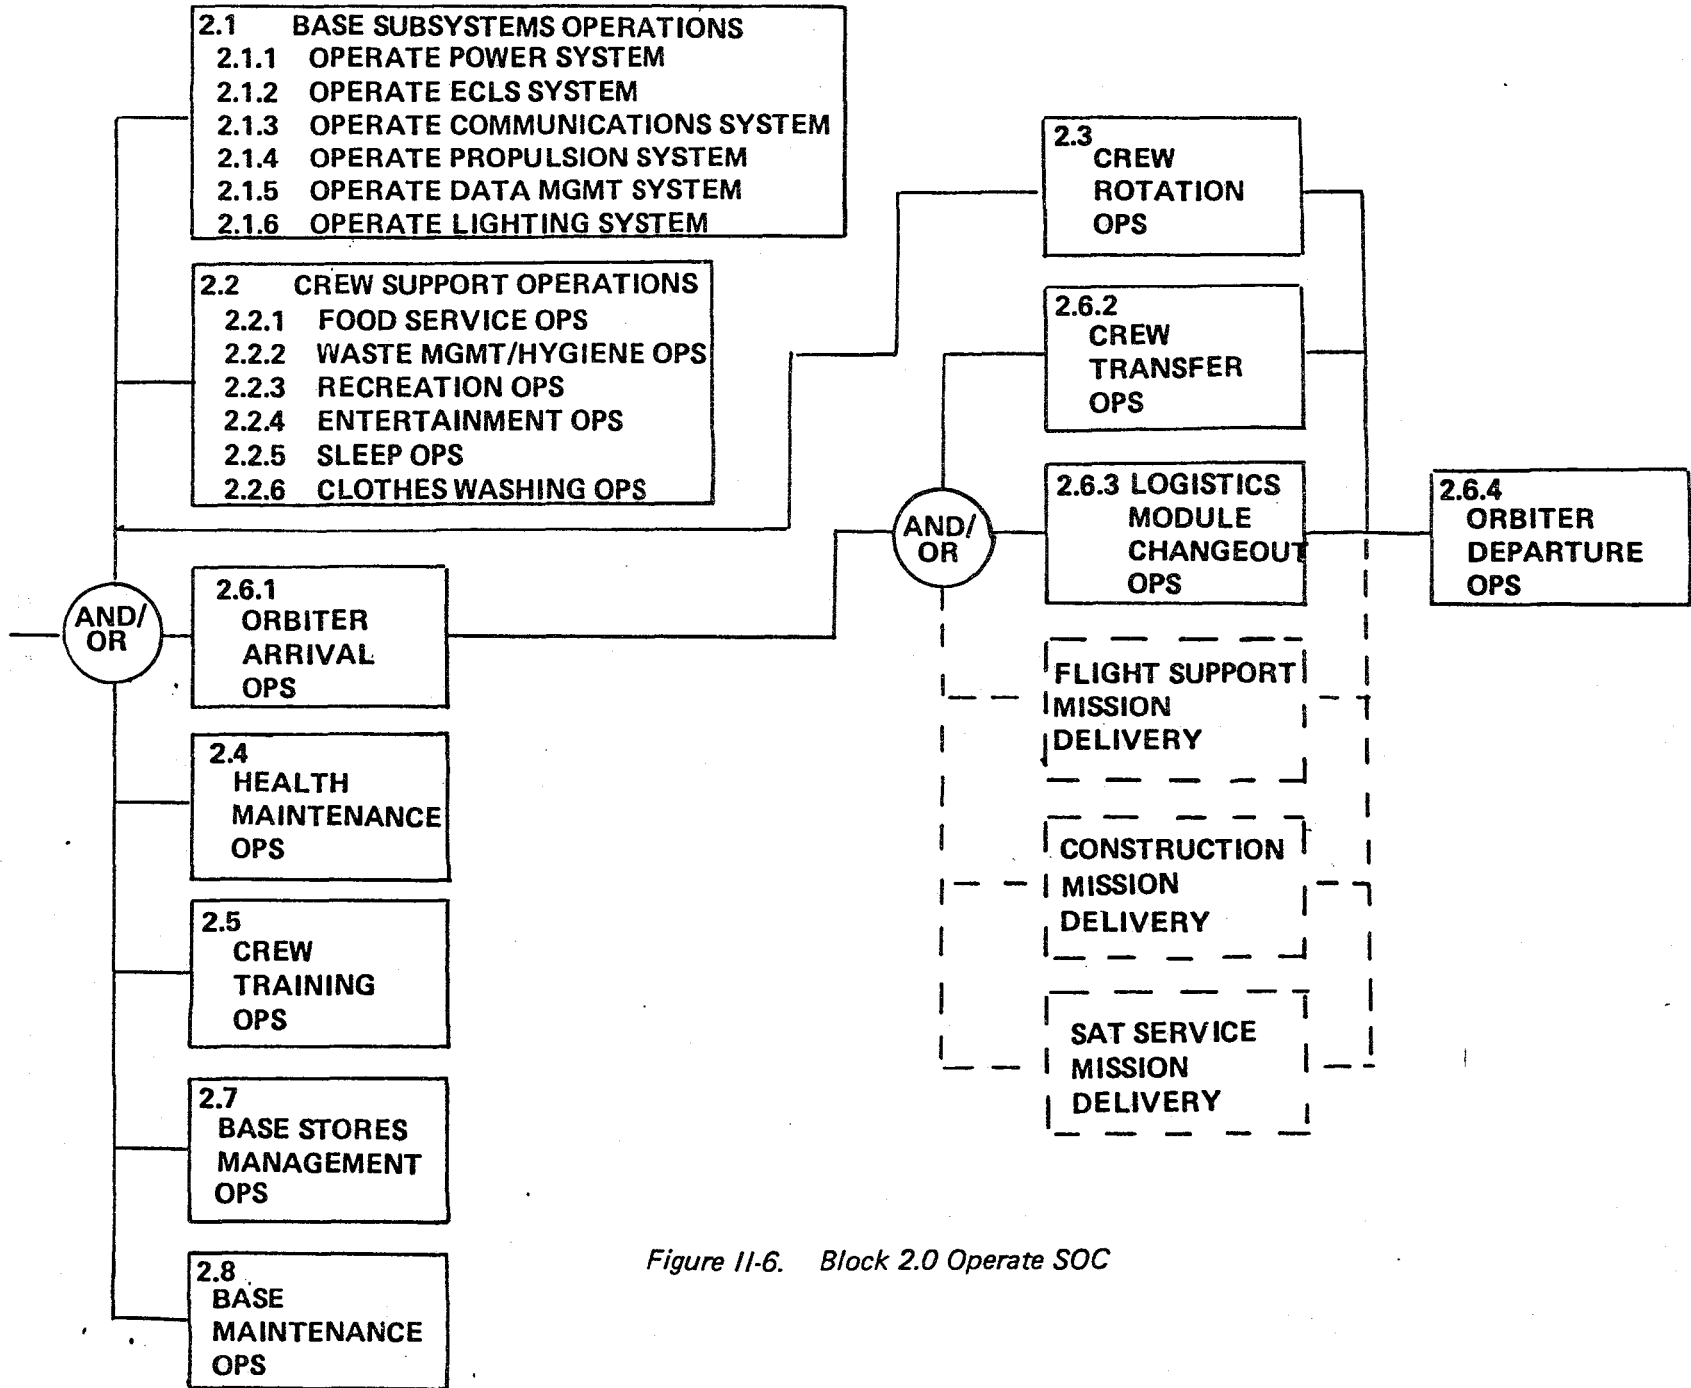 2.1 BASE SUBSYSTEMS OPERATIONS
2.1.1 OPERATE POWER SYSTEM
2.1.2 OPERATE ECLS SYSTEM
2.1.3 OPERATE COMMUNICATIONS SYSTEM
2.1.4 OPERATE PROPULSION SYSTEM
2.1.5 OPERATE DATA MGMT SYSTEM
2.1.6 OPERATE LIGHTING SYSTEM
2.2 CREW SUPPORT OPERATIONS
2.2.1 FOOD SERVICE OPS
2.2.2 WASTE MGMT/HYGIENE OPS
2.2.3 RECREATION OPS
2.2.4 ENTERTAINMENT OPS
2.2.5 SLEEP OPS
2.2.6 CLOTHES WASHING OPS
AND/
OR
2.6.1
ORBITER
ARRIVAL
OPS
2.4
HEALTH
MAINTENANCE
OPS
2.5
CREW
TRAINING
OPS
2.7
BASE STORES
MANAGEMENT
OPS
2.8
BASE
MAINTENANCE
OPS
2.3
CREW
ROTATION
OPS
2.6.2
CREW
TRANSFER
OPS
AND/
OR
2.6.3 LOGISTICS
MODULE
CHANGEOUT
OPS
FLIGHT SUPPORT
MISSION
DELIVERY
CONSTRUCTION
MISSION
DELIVERY
SAT SERVICE
MISSION
DELIVERY
2.6.4
ORBITER
DEPARTURE
OPS
Figure II-6. Block 2.0 Operate SOC